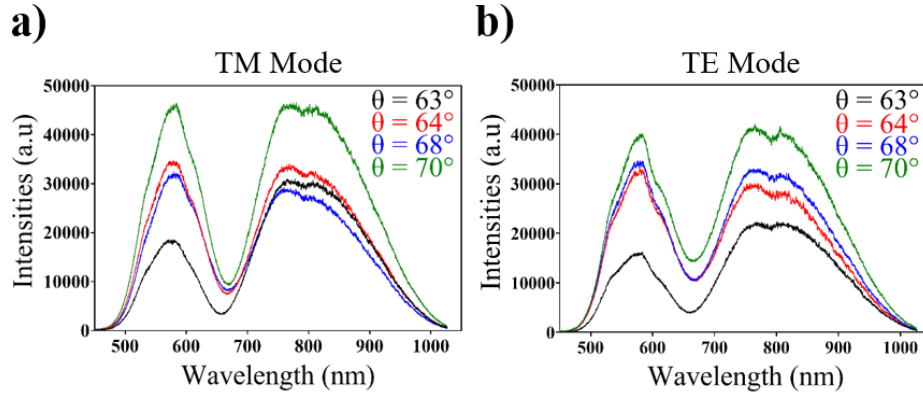 a)
TM Mode
Intensities (a.u)
50000
40000
30000
20000
10000
0
θ = 63°
θ = 64°
θ = 68°
θ = 70°
500 600 700 800 900 1000
Wavelength (nm)
b)
TE Mode
Intensities (a.u)
50000
40000
30000
20000
10000
0
θ = 63°
θ = 64°
θ = 68°
θ = 70°
500 600 700 800 900 1000
Wavelength (nm)